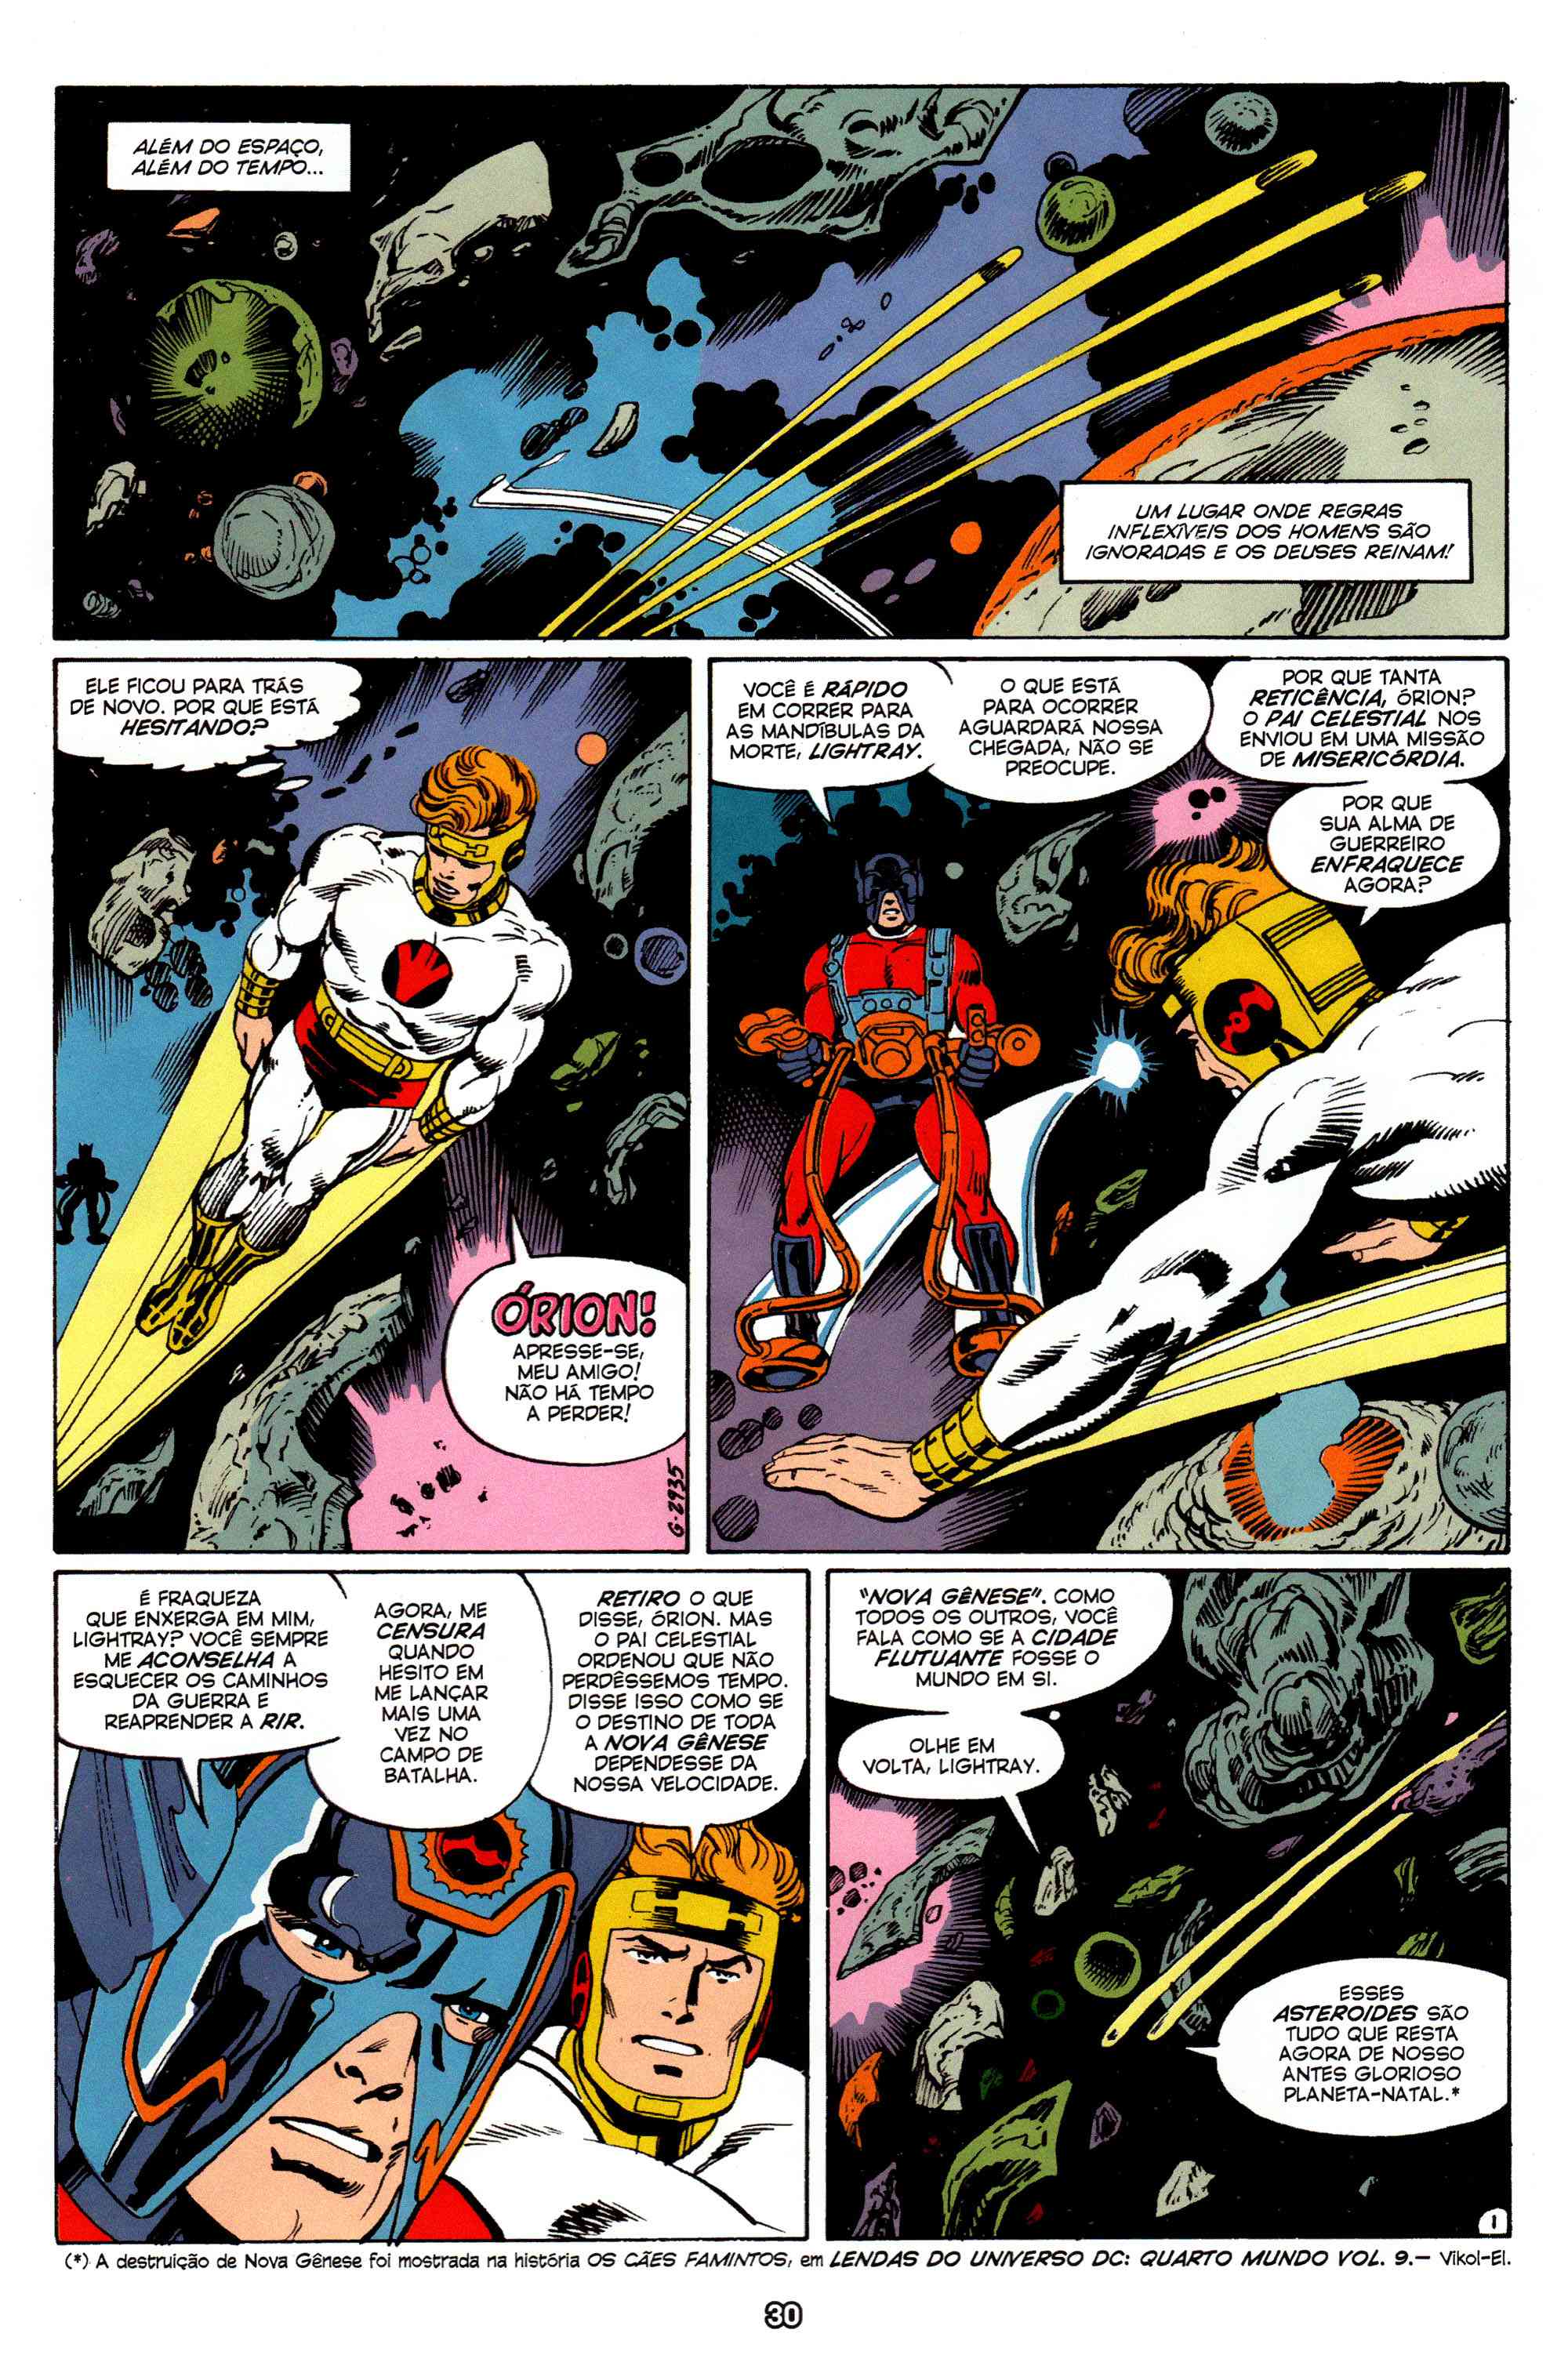 ALÉM DO ESPAÇO,
ALÉM DO TEMPO...
UM LUGAR ONDE REGRAS
INFLEXÍVEIS DOS HOMENS SÃO
IGNORADAS E OS DEUSES REINAM!
ELE FICOU PARA TRÁS
DE NOVO. POR QUE ESTÁ
HESITANDO?
ÓRION!
APRESSE-SE,
MEU AMIGO!
NÃO HÁ TEMPO
A PERDER!
G-2935
VOCÊ É RÁPIDO
EM CORRER PARA
AS MANDÍBULAS DA
MORTE, LIGHTRAY.
O QUE ESTÁ
PARA OCORRER
AGUARDARÁ NOSSA
CHEGADA, NÃO SE
PREOCUPE.
POR QUE TANTA
RETICÊNCIA, ÓRION?
O PAI CELESTIAL NOS
ENVIOU EM UMA MISSÃO
DE MISERICÓRDIA.
POR QUE
SUA ALMA DE
GUERREIRO
ENFRAQUECE
AGORA?
É FRAQUEZA
QUE ENXERGA EM MIM,
LIGHTRAY? VOCÊ SEMPRE
ME ACONSELHA A
ESQUECER OS CAMINHOS
DA GUERRA E
REAPRENDER A RIR.
AGORA, ME
CENSURA
QUANDO
HESITO EM
ME LANÇAR
MAIS UMA
VEZ NO
CAMPO DE
BATALHA.
RETIRO O QUE
DISSE, ÓRION. MAS
O PAI CELESTIAL
ORDENOU QUE NÃO
PERDÊSSEMOS TEMPO.
DISSE ISSO COMO SE
O DESTINO DE TODA
A NOVA GÊNESE
DEPENDESSE DA
NOSSA VELOCIDADE.
"NOVA GÊNESE". COMO
TODOS OS OUTROS, VOCÊ
FALA COMO SE A CIDADE
FLUTUANTE FOSSE O
MUNDO EM SI.
OLHE EM
VOLTA, LIGHTRAY.
ESSES
ASTEROIDES SÃO
TUDO QUE RESTA
AGORA DE NOSSO
ANTES GLORIOSO
PLANETA-NATAL.*
1
(*) A destruição de Nova Gênese foi mostrada na história OS CÃES FAMINTOS, em LENDAS DO UNIVERSO DC: QUARTO MUNDO VOL. 9.— Vikol-El.
30